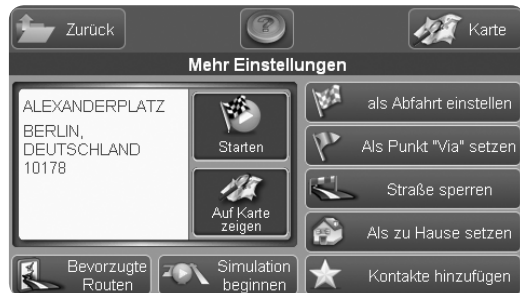 Zurück
Karte
Mehr Einstellungen
ALEXANDERPLATZ
BERLIN,
DEUTSCHLAND
10178
Starten
Auf Karte
zeigen
als Abfahrt einstellen
Als Punkt "Via" setzen
Straße sperren
Als zu Hause setzen
Kontakte hinzufügen
Bevorzugte
Routen
Simulation
beginnen